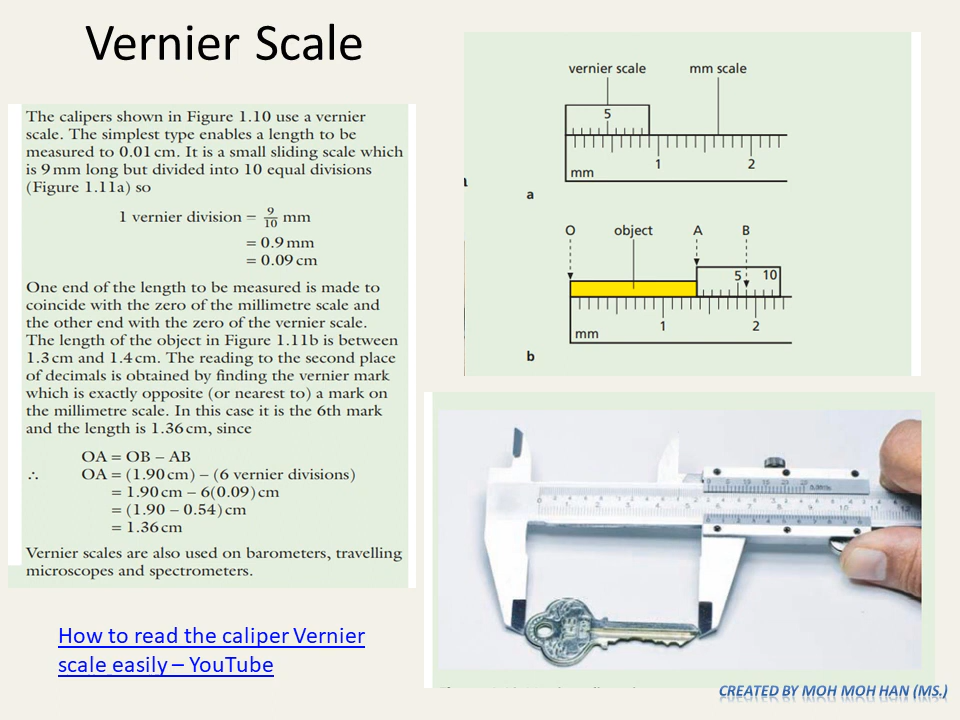 Vernier Scale
The calipers shown in Figure 1.10 use a vernier
scale. The simplest type enables a length to be
measured to 0.01 cm. It is a small sliding scale which
is 9 mm long but divided into 10 equal divisions
(Figure 1.11a) so
1 vernier division = 9/10 mm
= 0.9 mm
= 0.09 cm
One end of the length to be measured is made to
coincide with the zero of the millimetre scale and
the other end with the zero of the vernier scale.
The length of the object in Figure 1.11b is between
1.3 cm and 1.4 cm. The reading to the second place
of decimals is obtained by finding the vernier mark
which is exactly opposite (or nearest to) a mark on
the millimetre scale. In this case it is the 6th mark
and the length is 1.36 cm, since
OA = OB – AB
∴ OA = (1.90 cm) – (6 vernier divisions)
= 1.90 cm – 6(0.09) cm
= (1.90 – 0.54) cm
= 1.36 cm
Vernier scales are also used on barometers, travelling
microscopes and spectrometers.
How to read the caliper Vernier
scale easily – YouTube
vernier scale mm scale
5
1 2
mm
a
O object A B
5 10
1 2
mm
b
CREATED BY MOH MOH HAN (MS.)